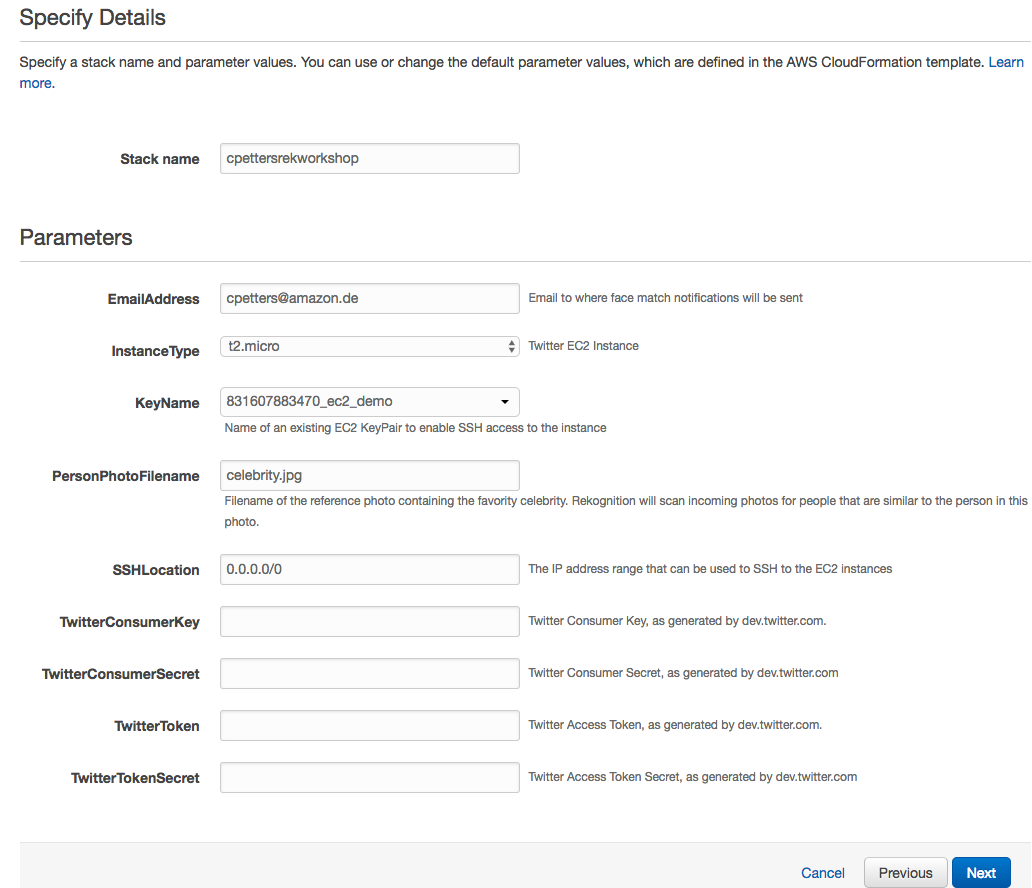 Specify Details
Specify a stack name and parameter values. You can use or change the default parameter values, which are defined in the AWS CloudFormation template. Learn
more.
Stack name cpettersrekworkshop
Parameters
EmailAddress cpetters@amazon.de Email to where face match notifications will be sent
InstanceType t2.micro Twitter EC2 Instance
KeyName 831607883470_ec2_demo
Name of an existing EC2 KeyPair to enable SSH access to the instance
PersonPhotoFilename celebrity.jpg
Filename of the reference photo containing the favority celebrity. Rekognition will scan incoming photos for people that are similar to the person in this
photo.
SSHLocation 0.0.0.0/0 The IP address range that can be used to SSH to the EC2 instances
TwitterConsumerKey Twitter Consumer Key, as generated by dev.twitter.com.
TwitterConsumerSecret Twitter Consumer Secret, as generated by dev.twitter.com
TwitterToken Twitter Access Token, as generated by dev.twitter.com.
TwitterTokenSecret Twitter Access Token Secret, as generated by dev.twitter.com
Cancel Previous Next